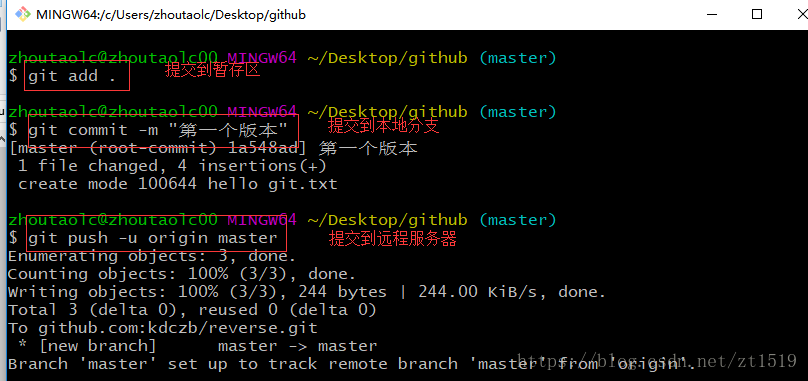 MINGW64:/c/Users/zhoutaolc/Desktop/github
zhoutaolc@zhoutaolc00 MINGW64 ~/Desktop/github (master)
$ git add . 提交到暂存区
zhoutaolc@zhoutaolc00 MINGW64 ~/Desktop/github (master)
$ git commit -m "第一个版本" 提交到本地分支
[master (root-commit) 1a548ad] 第一个版本
1 file changed, 4 insertions(+)
create mode 100644 hello git.txt
zhoutaolc@zhoutaolc00 MINGW64 ~/Desktop/github (master)
$ git push -u origin master 提交到远程服务器
Enumerating objects: 3, done.
Counting objects: 100% (3/3), done.
Writing objects: 100% (3/3), 244 bytes | 244.00 KiB/s, done.
Total 3 (delta 0), reused 0 (delta 0)
To github.com:kdczb/reverse.git
* [new branch] master -> master
Branch 'master' set up to track remote branch 'master' from 'origin'.
https://blog.csdn.net/zt1519